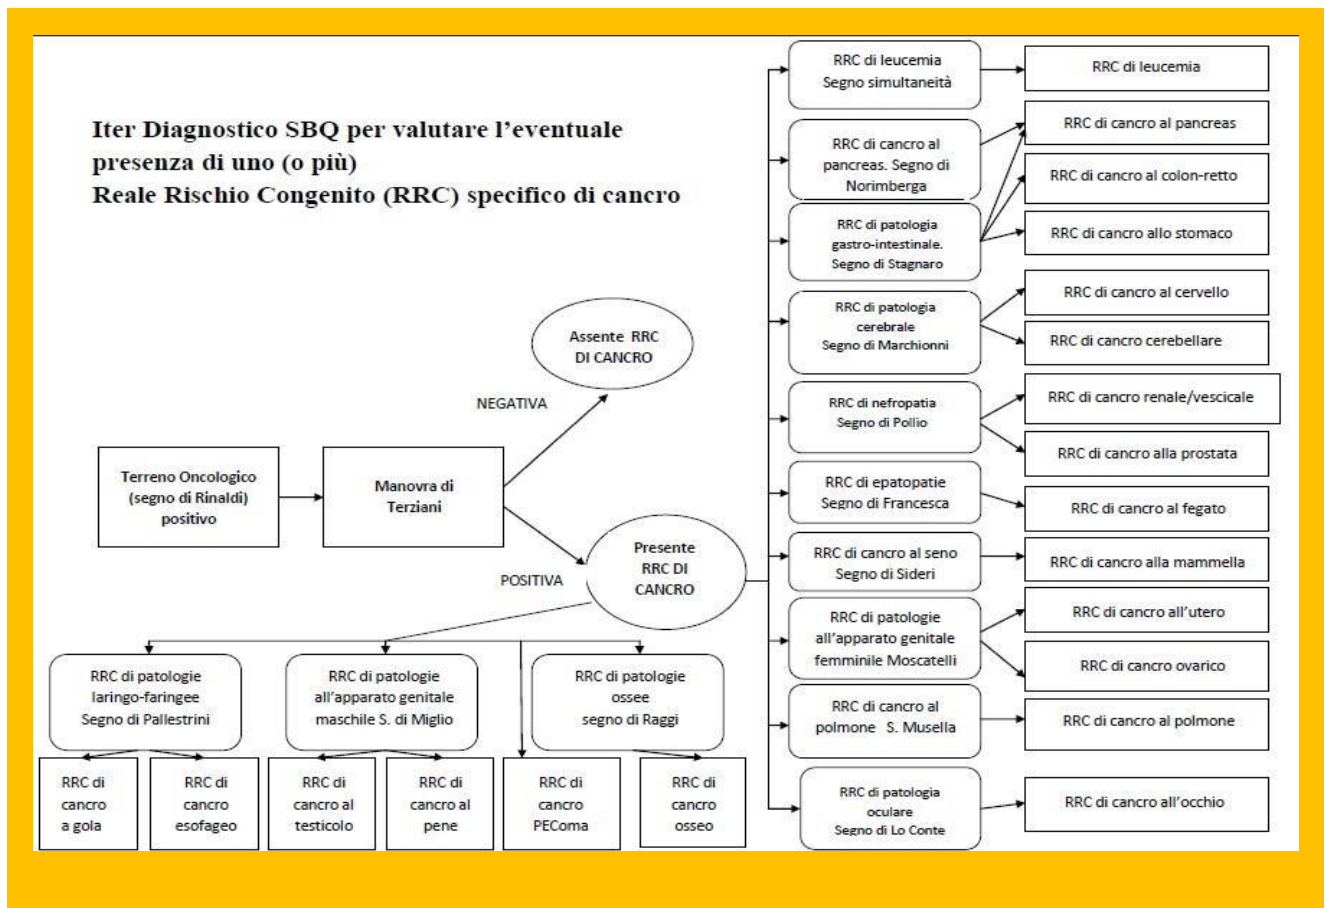 Iter Diagnostico SBQ per valutare l'eventuale
presenza di uno (o più)
Reale Rischio Congenito (RRC) specifico di cancro
Terreno Oncologico
(segno di Rinaldi)
positivo
Manovra di
Terziani
NEGATIVA
Assente RRC
DI CANCRO
POSITIVA
Presente
RRC DI
CANCRO
RRC di leucemia
Segno simultaneità
RRC di leucemia
RRC di cancro al
pancreas. Segno di
Norimberga
RRC di cancro al pancreas
RRC di patologia
gastro-intestinale.
Segno di Stagnaro
RRC di cancro al colon-retto
RRC di cancro allo stomaco
RRC di patologia
cerebrale
Segno di Marchionni
RRC di cancro al cervello
RRC di cancro cerebellare
RRC di nefropatia
Segno di Pollio
RRC di cancro renale/vescicale
RRC di cancro alla prostata
RRC di epatopatie
Segno di Francesca
RRC di cancro al fegato
RRC di cancro al seno
Segno di Sideri
RRC di cancro alla mammella
RRC di patologie
all'apparato genitale
femminile Moscatelli
RRC di cancro all'utero
RRC di cancro ovarico
RRC di cancro al
polmone S. Musella
RRC di cancro al polmone
RRC di patologia
oculare
Segno di Lo Conte
RRC di cancro all'occhio
RRC di patologie
laringo-faringee
Segno di Pallestrini
RRC di patologie
all'apparato genitale
maschile S. di Miglio
RRC di patologie
ossee
segno di Raggi
RRC di
cancro
a gola
RRC di
cancro
esofageo
RRC di
cancro al
testicolo
RRC di
cancro al
pene
RRC di
cancro
PEComa
RRC di
cancro
osseo